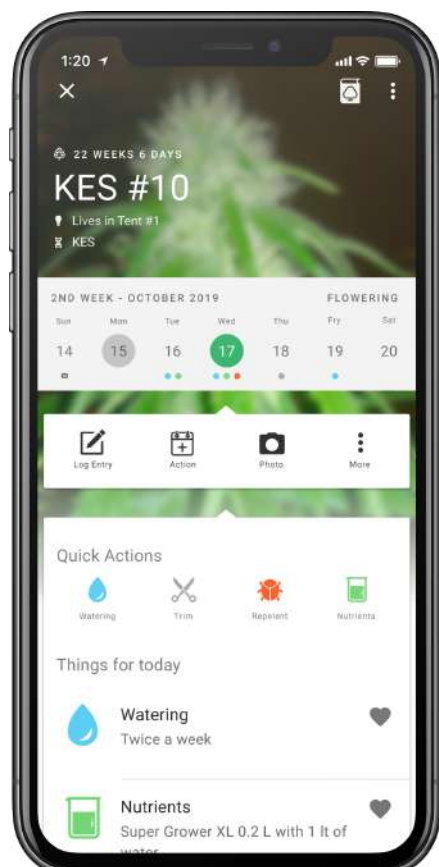 1:20
22 WEEKS 6 DAYS
KES #10
Lives in Tent #1
KES
2ND WEEK - OCTOBER 2019 FLOWERING
Sun Mon Tue Wed Thu Fry Sat
14 15 16 17 18 19 20
Log Entry Action Photo More
Quick Actions
Watering Trim Repelent Nutrients
Things for today
Watering
Twice a week
Nutrients
Super Grower XL 0.2 L with 1 lt of
water